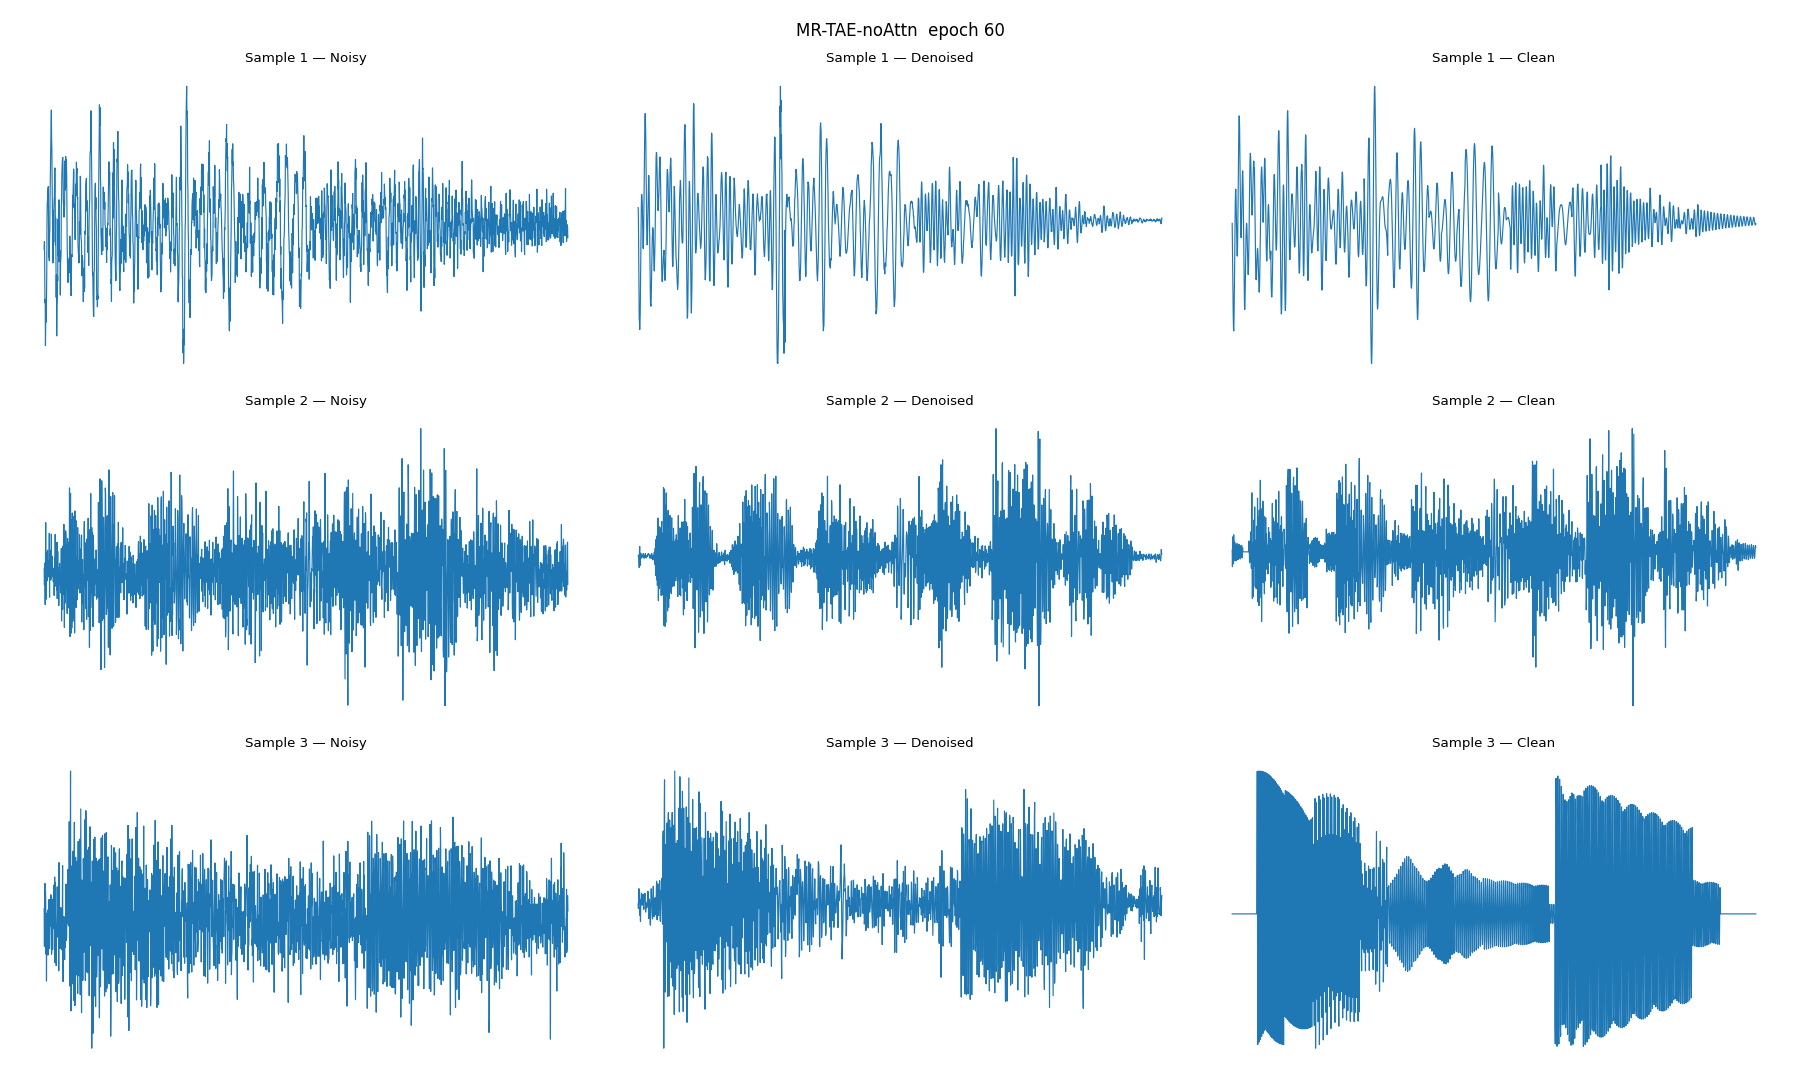 MR-TAE-noAttn  epoch 60
Sample 1 — Noisy
Sample 1 — Denoised
Sample 1 — Clean
Sample 2 — Noisy
Sample 2 — Denoised
Sample 2 — Clean
Sample 3 — Noisy
Sample 3 — Denoised
Sample 3 — Clean